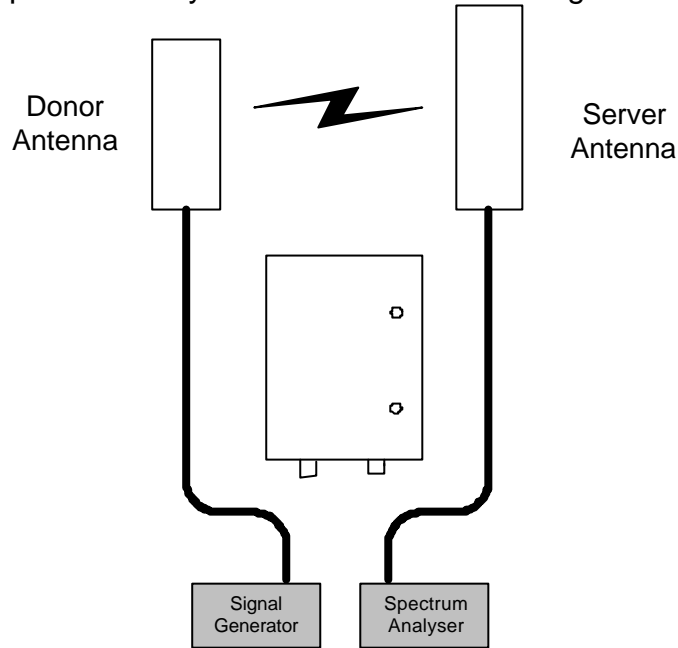 Donor
Antenna
Server
Antenna
Signal
Generator
Spectrum
Analyser